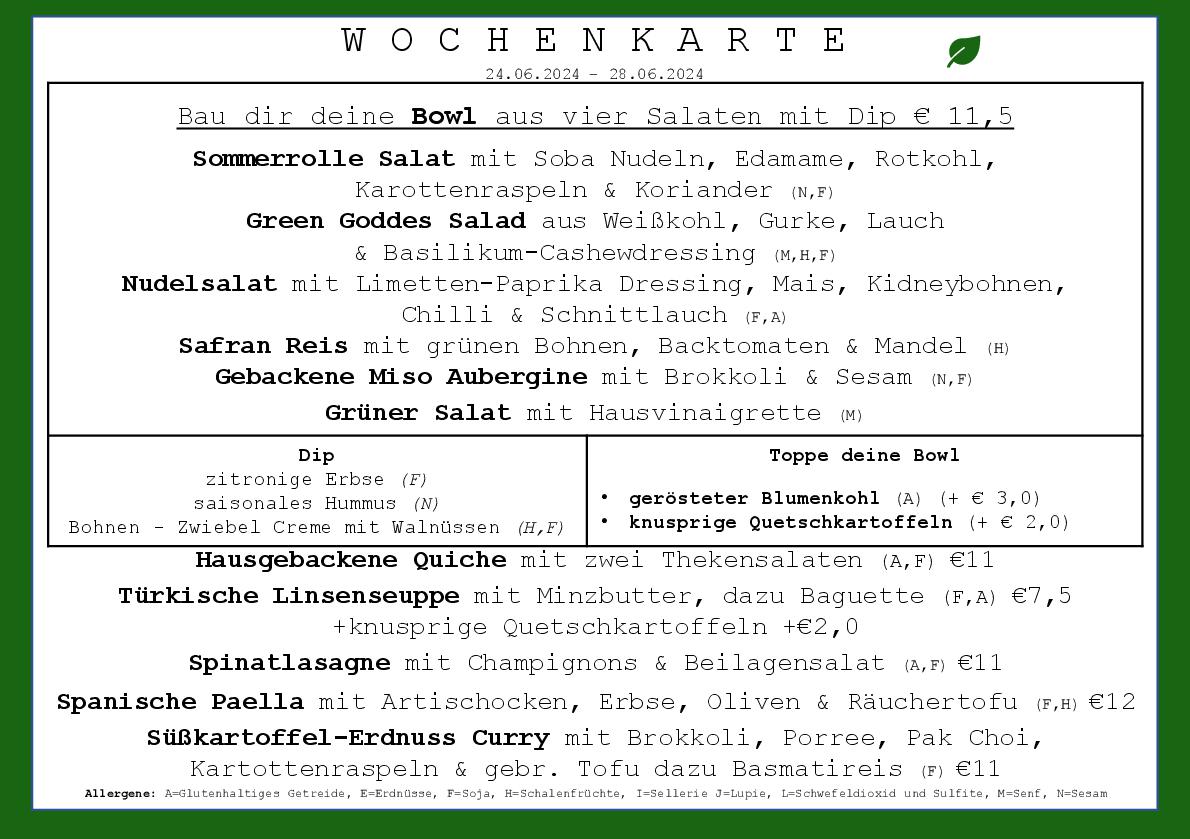 WOCHENKARTE
24.06.2024 – 28.06.2024
Bau dir deine Bowl aus vier Salaten mit Dip € 11,5
Sommerrolle Salat mit Soba Nudeln, Edamame, Rotkohl,
Karottenraspeln & Koriander (N,F)
Green Goddes Salad aus Weißkohl, Gurke, Lauch
& Basilikum-Cashewdressing (M,H,F)
Nudelsalat mit Limetten-Paprika Dressing, Mais, Kidneybohnen,
Chilli & Schnittlauch (F,A)
Safran Reis mit grünen Bohnen, Backtomaten & Mandel (H)
Gebackene Miso Aubergine mit Brokkoli & Sesam (N,F)
Grüner Salat mit Hausvinaigrette (M)
Dip
zitronige Erbse (F)
saisonales Hummus (N)
Bohnen – Zwiebel Creme mit Walnüssen (H,F)
Toppe deine Bowl
• gerösteter Blumenkohl (A) (+ € 3,0)
• knusprige Quetschkartoffeln (+ € 2,0)
Hausgebackene Quiche mit zwei Thekensalaten (A,F) €11
Türkische Linsenseuppe mit Minzbutter, dazu Baguette (F,A) €7,5
+knusprige Quetschkartoffeln +€2,0
Spinatlasagne mit Champignons & Beilagensalat (A,F) €11
Spanische Paella mit Artischocken, Erbse, Oliven & Räuchertofu (F,H) €12
Süßkartoffel-Erdnuss Curry mit Brokkoli, Porree, Pak Choi,
Kartottenraspeln & gebr. Tofu dazu Basmatireis (F) €11
Allergene: A=Glutenhaltiges Getreide, E=Erdnüsse, F=Soja, H=Schalenfrüchte, I=Sellerie J=Lupie, L=Schwefeldioxid und Sulfite, M=Senf, N=Sesam